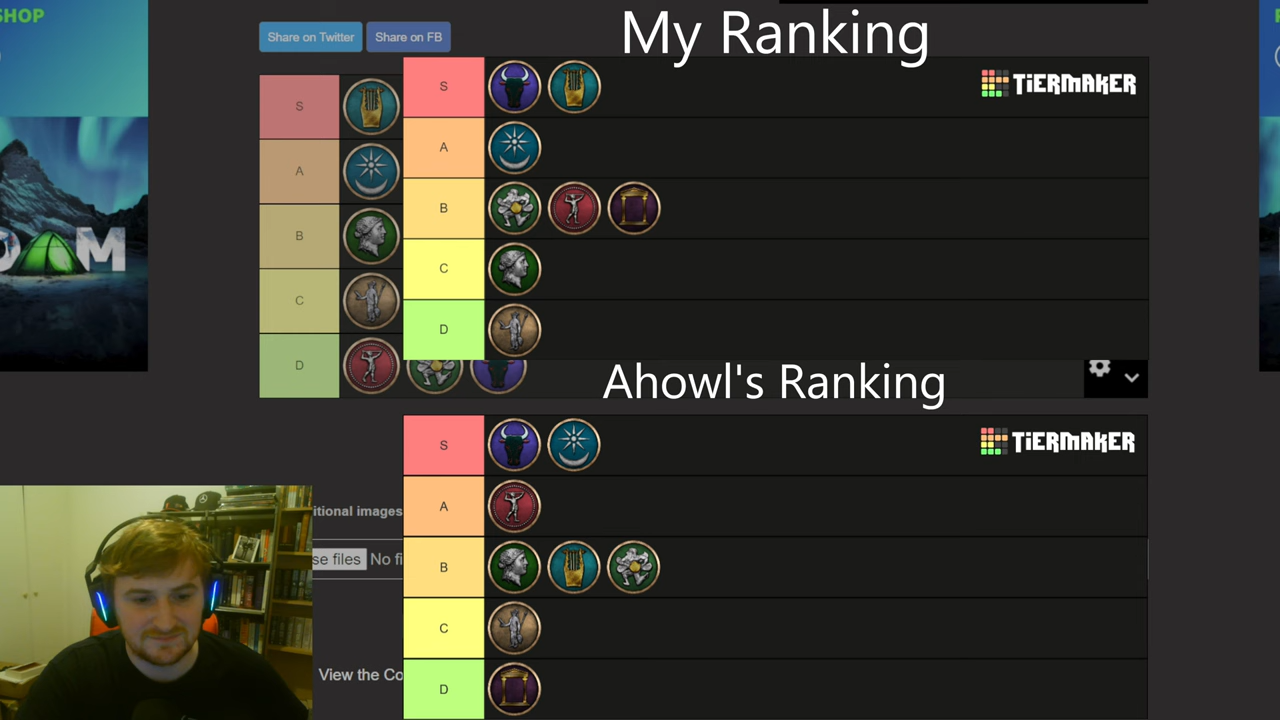 SHOP
My Ranking
Share on Twitter
Share on FB
S
A
B
C
D
S
A
B
C
D
TIERMAKER
OM
Ahowl's Ranking
S
A
B
C
D
TIERMAKER
itional images
se files No fi
View the Co